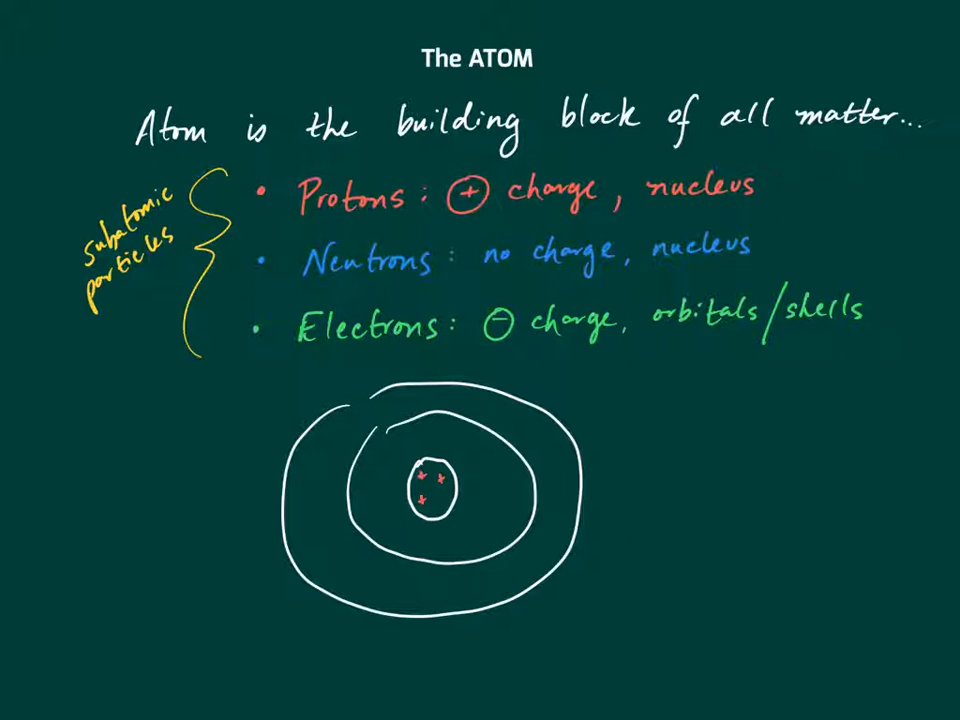 The ATOM
Atom is the building block of all matter...
subatomic
particles
• Protons: ⊕ charge, nucleus
• Neutrons: no charge, nucleus
• Electrons: ⊖ charge, orbitals/shells
+ +
+